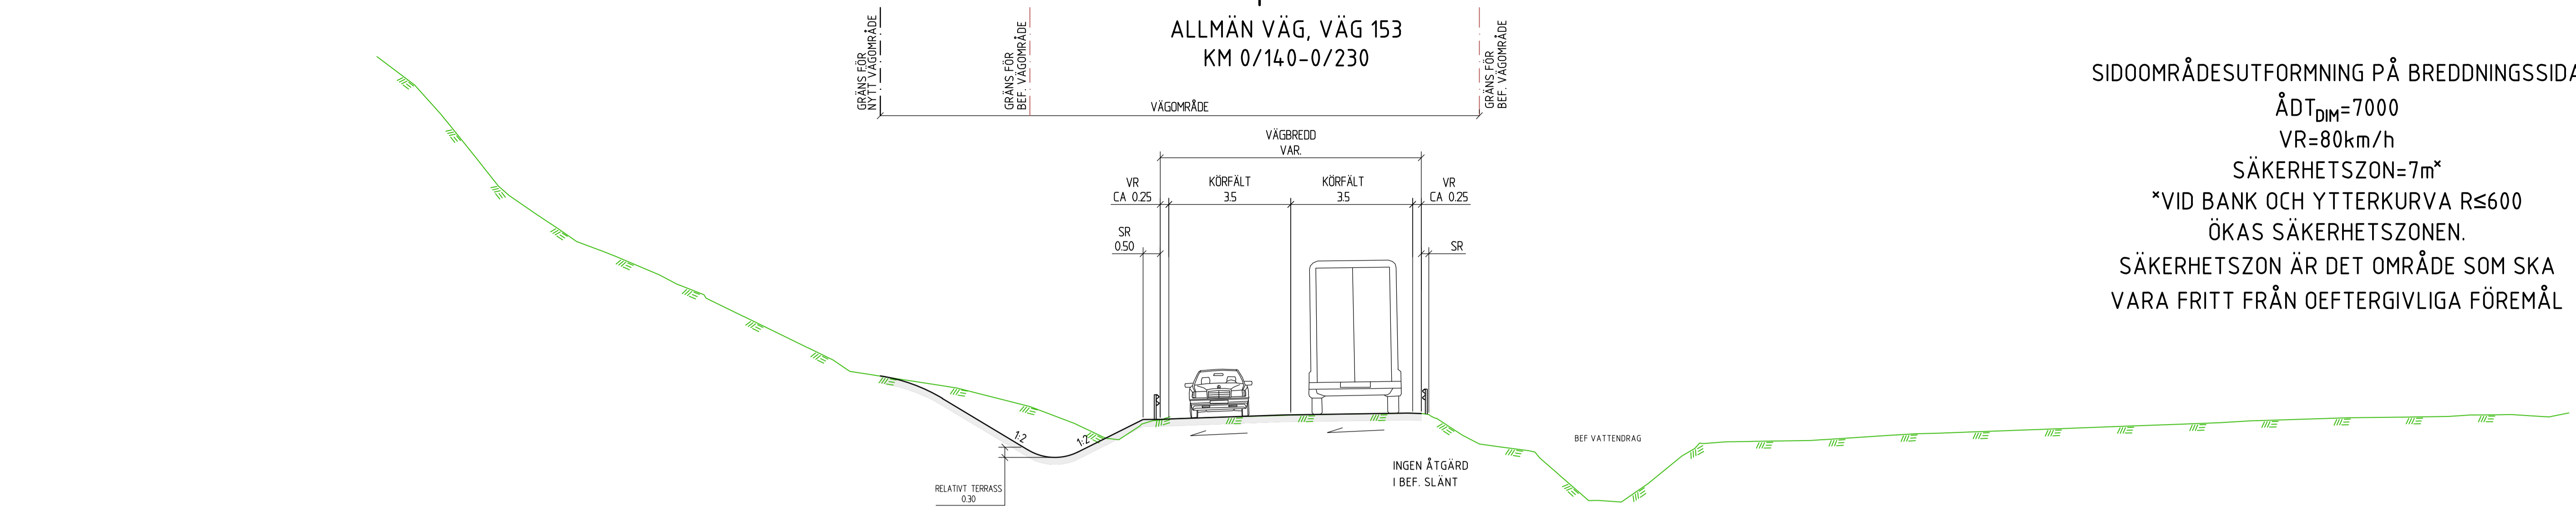 ALLMÄN VÄG, VÄG 153
KM 0/140-0/230
GRÄNS FÖR
NYTT VÄGOMRÅDE
GRÄNS FÖR
BEF. VÄGOMRÅDE
GRÄNS FÖR
BEF. VÄGOMRÅDE
VÄGOMRÅDE
VÄGBREDD
VAR.
VR
CA 0.25
KÖRFÄLT
3.5
KÖRFÄLT
3.5
VR
CA 0.25
SR
0.50
SR
1:2
1:2
RELATIVT TERRASS
0.30
INGEN ÅTGÄRD
I BEF. SLÄNT
BEF VATTENDRAG
SIDOOMRÅDESUTFORMNING PÅ BREDDNINGSSIDA
ÅDTDIM=7000
VR=80km/h
SÄKERHETSZON=7m*
*VID BANK OCH YTTERKURVA R≤600
ÖKAS SÄKERHETSZONEN.
SÄKERHETSZON ÄR DET OMRÅDE SOM SKA
VARA FRITT FRÅN OEFTERGIVLIGA FÖREMÅL